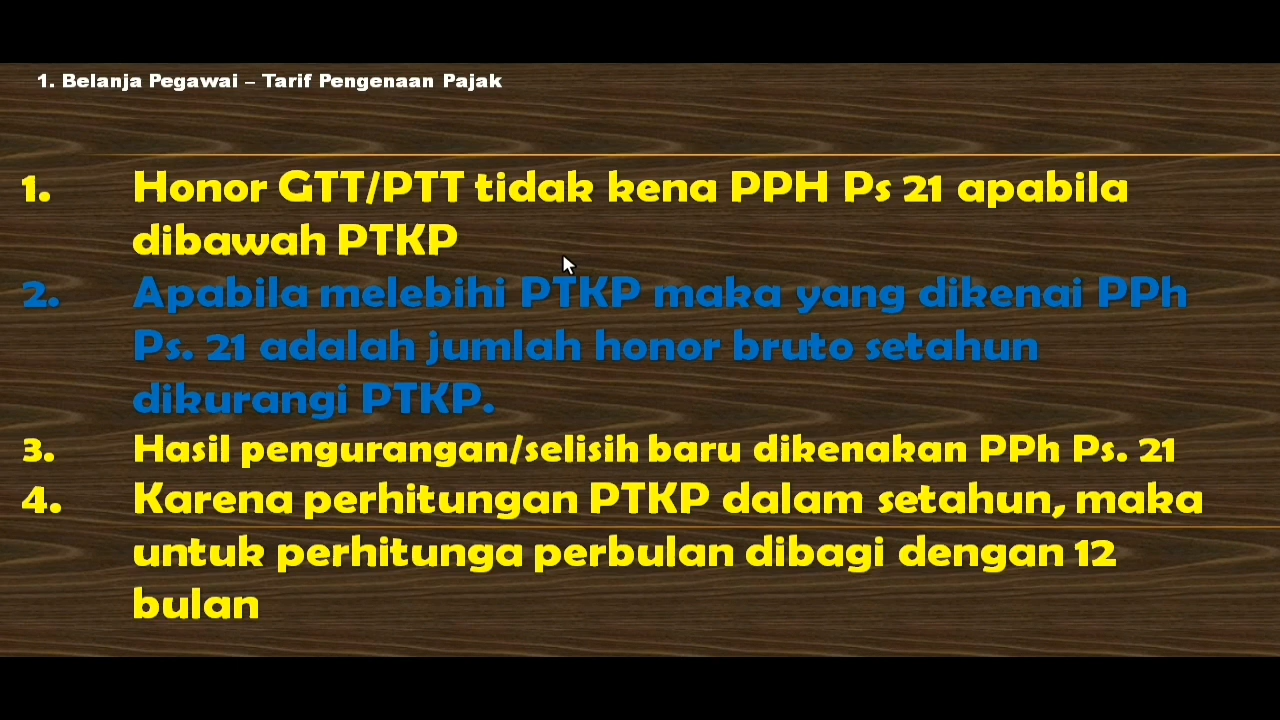 1. Belanja Pegawai – Tarif Pengenaan Pajak
1. Honor GTT/PTT tidak kena PPH Ps 21 apabila
dibawah PTKP
2. Apabila melebihi PTKP maka yang dikenai PPh
Ps. 21 adalah jumlah honor bruto setahun
dikurangi PTKP.
3. Hasil pengurangan/selisih baru dikenakan PPh Ps. 21
4. Karena perhitungan PTKP dalam setahun, maka
untuk perhitunga perbulan dibagi dengan 12
bulan